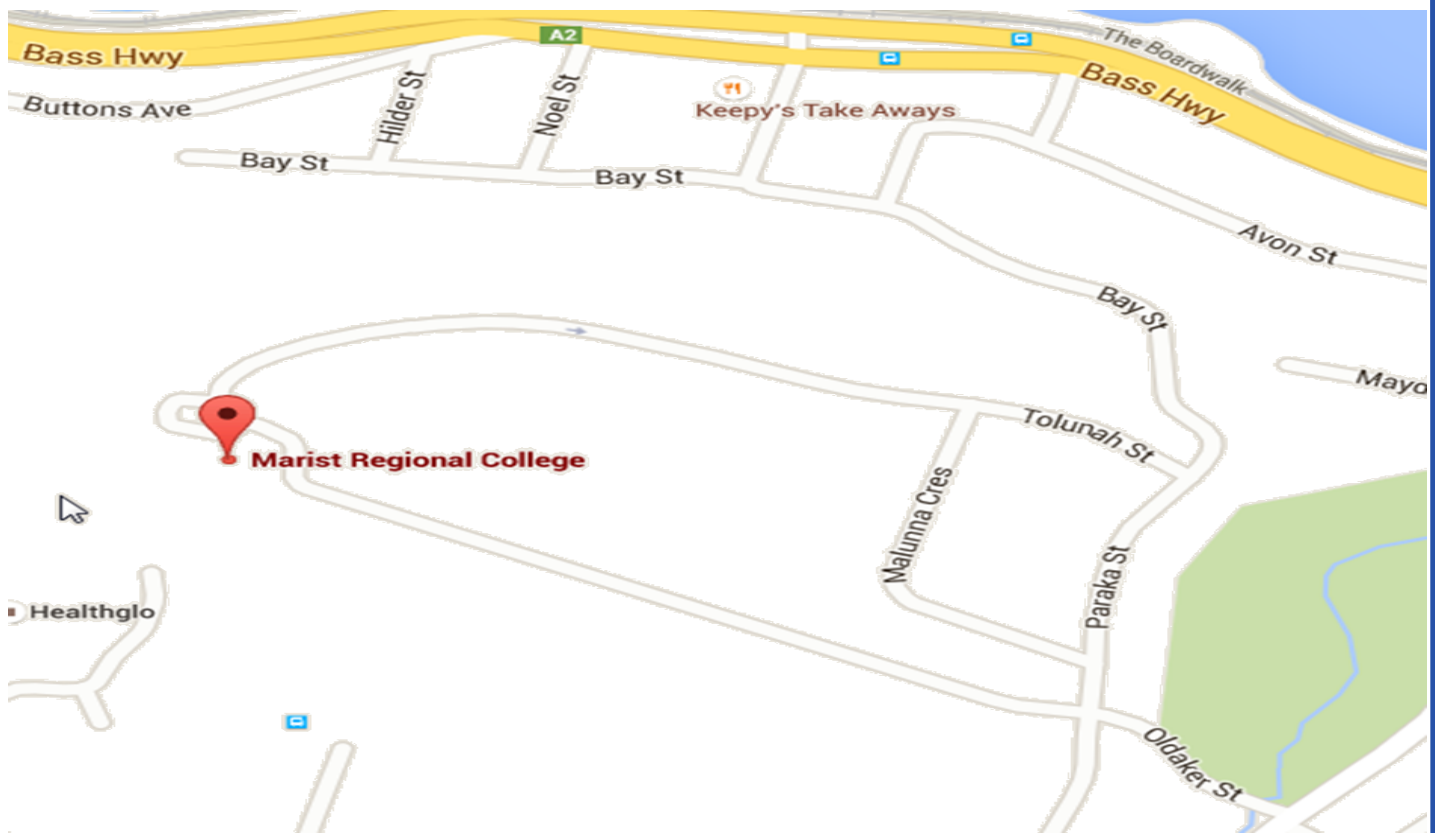 A2
The Boardwalk
Bass Hwy
Bass Hwy
Buttons Ave
Hilder St
Noel St
Keepy's Take Aways
Bay St
Bay St
Avon St
Bay St
Mayo
Tolunah St
Marist Regional College
Malunna Cres
Paraka St
Healthglo
Oldaker St